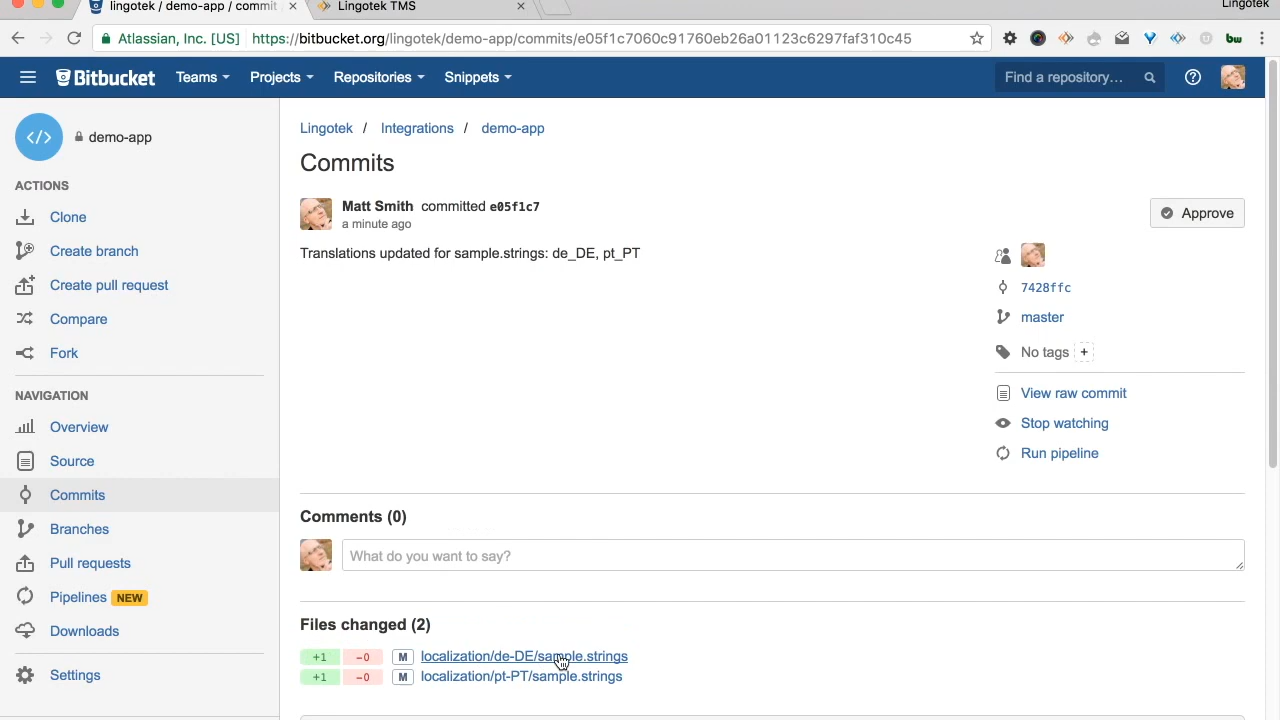 lingotek / demo-app / commit
Lingotek TMS
Lingotek
Atlassian, Inc. [US]
https://bitbucket.org/lingotek/demo-app/commits/e05f1c7060c91760eb26a01123c6297faf310c45
bw
Bitbucket
Teams
Projects
Repositories
Snippets
Find a repository...
</> demo-app
ACTIONS
Clone
Create branch
Create pull request
Compare
Fork
NAVIGATION
Overview
Source
Commits
Branches
Pull requests
Pipelines NEW
Downloads
Settings
Lingotek / Integrations / demo-app
Commits
Matt Smith committed e05f1c7
a minute ago
Approve
Translations updated for sample.strings: de_DE, pt_PT
7428ffc
master
No tags +
View raw commit
Stop watching
Run pipeline
Comments (0)
What do you want to say?
Files changed (2)
+1 -0 M localization/de-DE/sample.strings
+1 -0 M localization/pt-PT/sample.strings